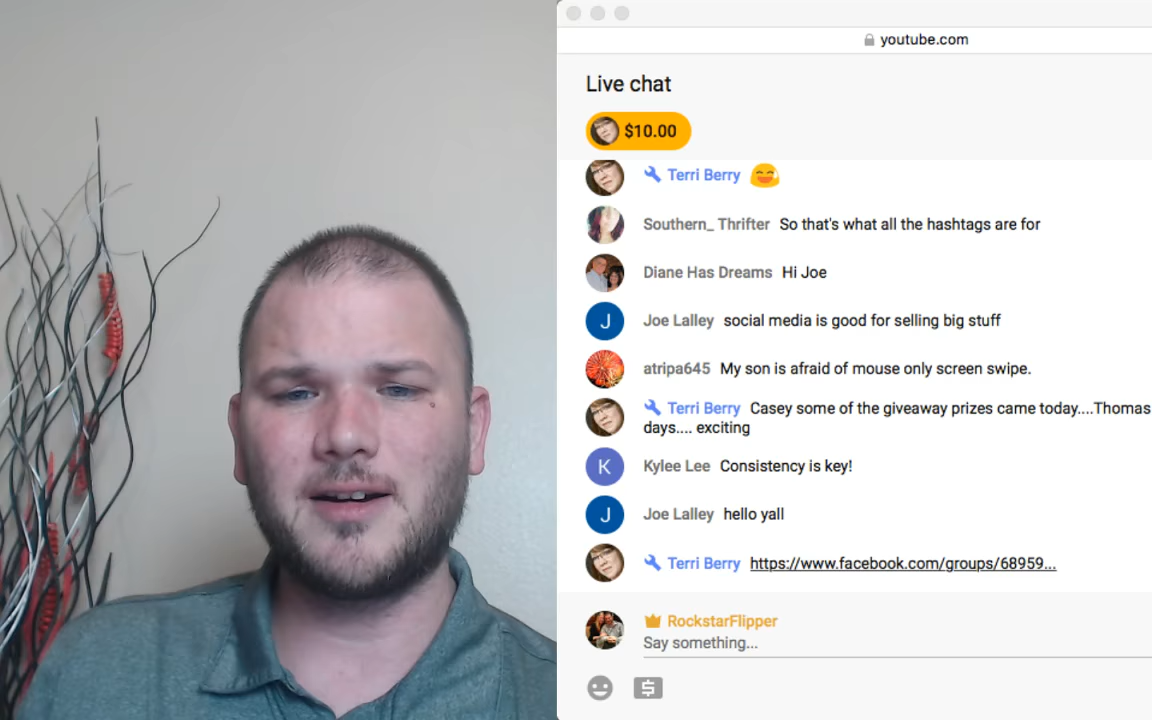 youtube.com
Live chat
$10.00
Terri Berry
Southern_ Thrifter So that's what all the hashtags are for
Diane Has Dreams Hi Joe
J Joe Lalley social media is good for selling big stuff
atripa645 My son is afraid of mouse only screen swipe.
Terri Berry Casey some of the giveaway prizes came today....Thomas
days.... exciting
K Kylee Lee Consistency is key!
J Joe Lalley hello yall
Terri Berry https://www.facebook.com/groups/68959...
RockstarFlipper
Say something...